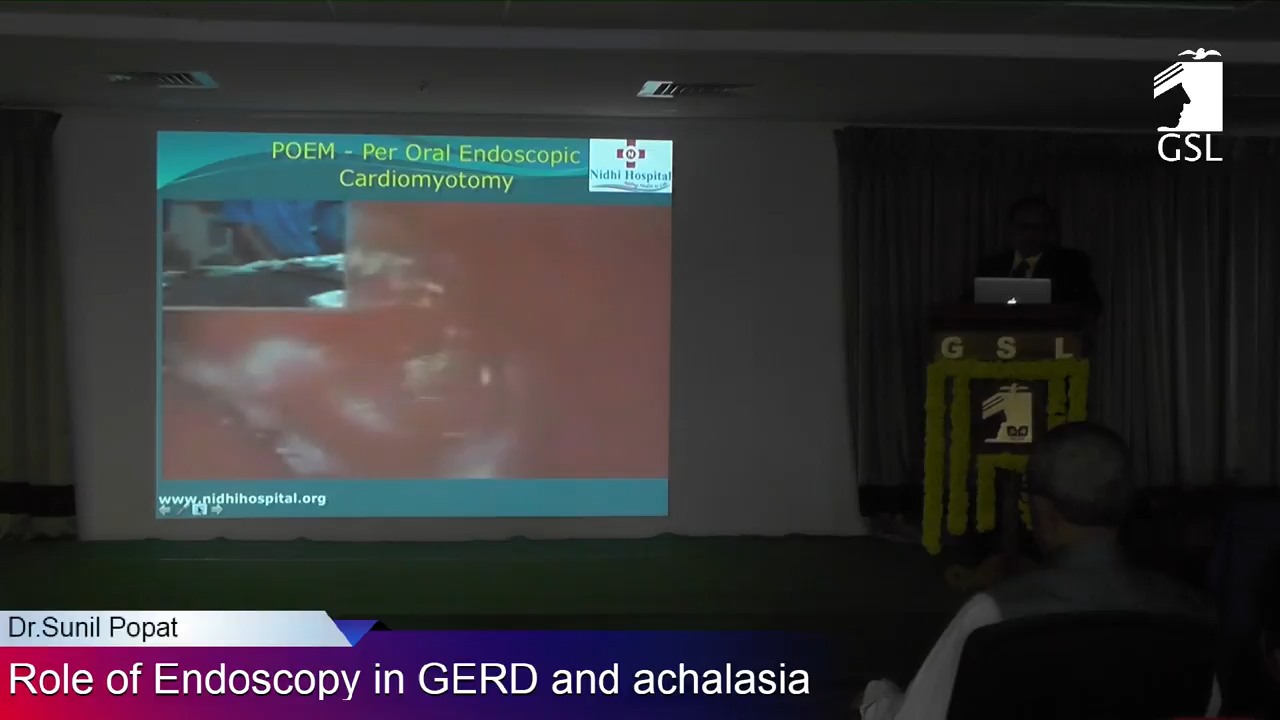 GSL
POEM - Per Oral Endoscopic
Cardiomyotomy
N
Nidhi Hospital
www.nidhihospital.org
G S L
Dr.Sunil Popat
Role of Endoscopy in GERD and achalasia